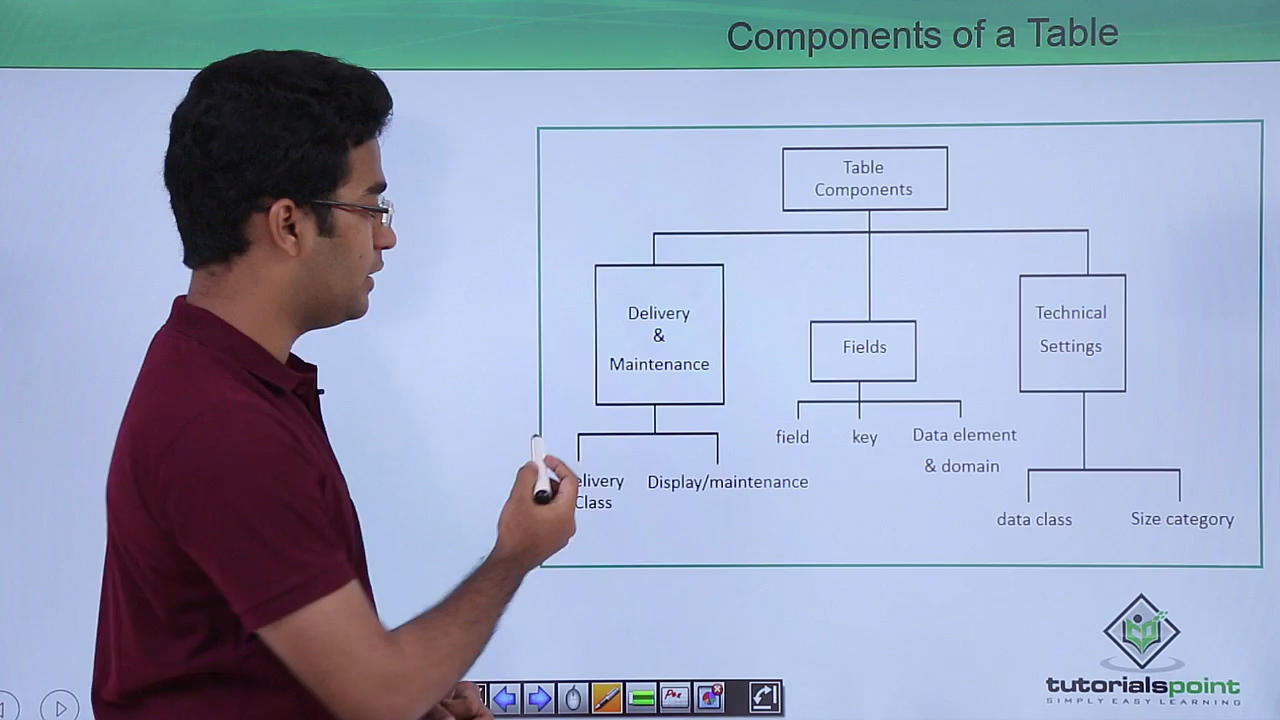 Components of a Table
Table
Components
Delivery
&
Maintenance
Fields
Technical
Settings
field
key
Data element
& domain
Display/maintenance
Class
data class
Size category
tutorialspoint
SIMPLY EASY LEARNING